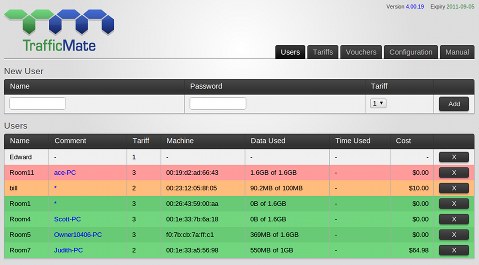 Version 4.00.19 Expiry 2011-09-05
TrafficMate
Users Tariffs Vouchers Configuration Manual
New User
Name Password Tariff
1 Add
Users
Name Comment Tariff Machine Data Used Time Used Cost
Edward - 1 - - - - X
Room11 ace-PC 3 00:19:d2:ad:66:43 1.6GB of 1.6GB - $0.00 X
bill * 2 00:23:12:05:8f:05 90.2MB of 100MB - $10.00 X
Room1 * 3 00:26:43:59:00:aa 0B of 1.6GB - $0.00 X
Room4 Scott-PC 3 00:1e:33:7b:6a:18 0B of 1.6GB - $0.00 X
Room5 Owner10406-PC 3 f0:7b:cb:7a:ff:c1 369MB of 1.6GB - $0.00 X
Room7 Judith-PC 2 00:1e:33:a5:56:98 550MB of 1GB - $64.98 X